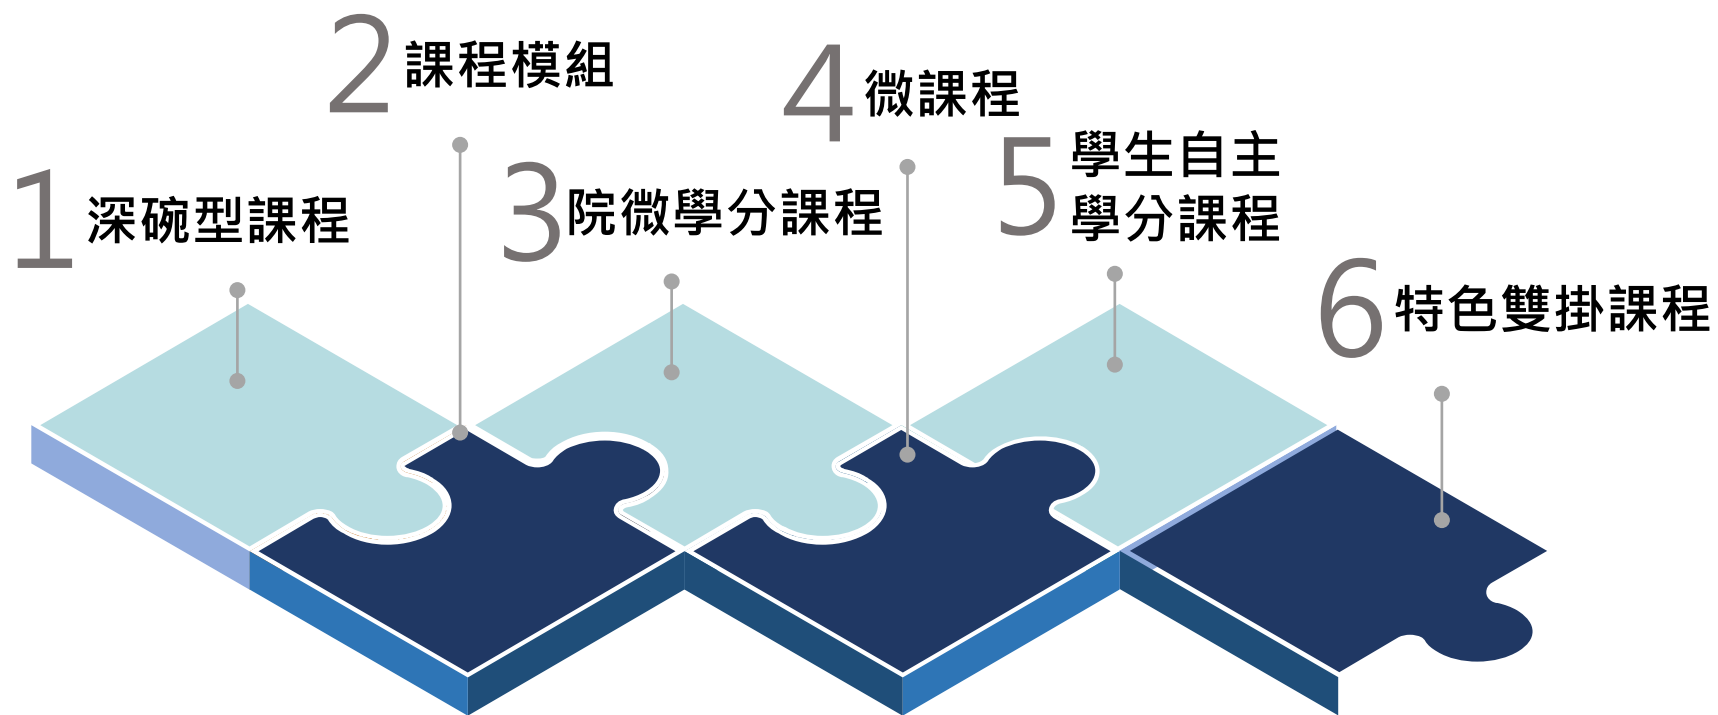 1 深碗型課程
2 課程模組
3 院微學分課程
4 微課程
5 學生自主
學分課程
6 特色雙掛課程